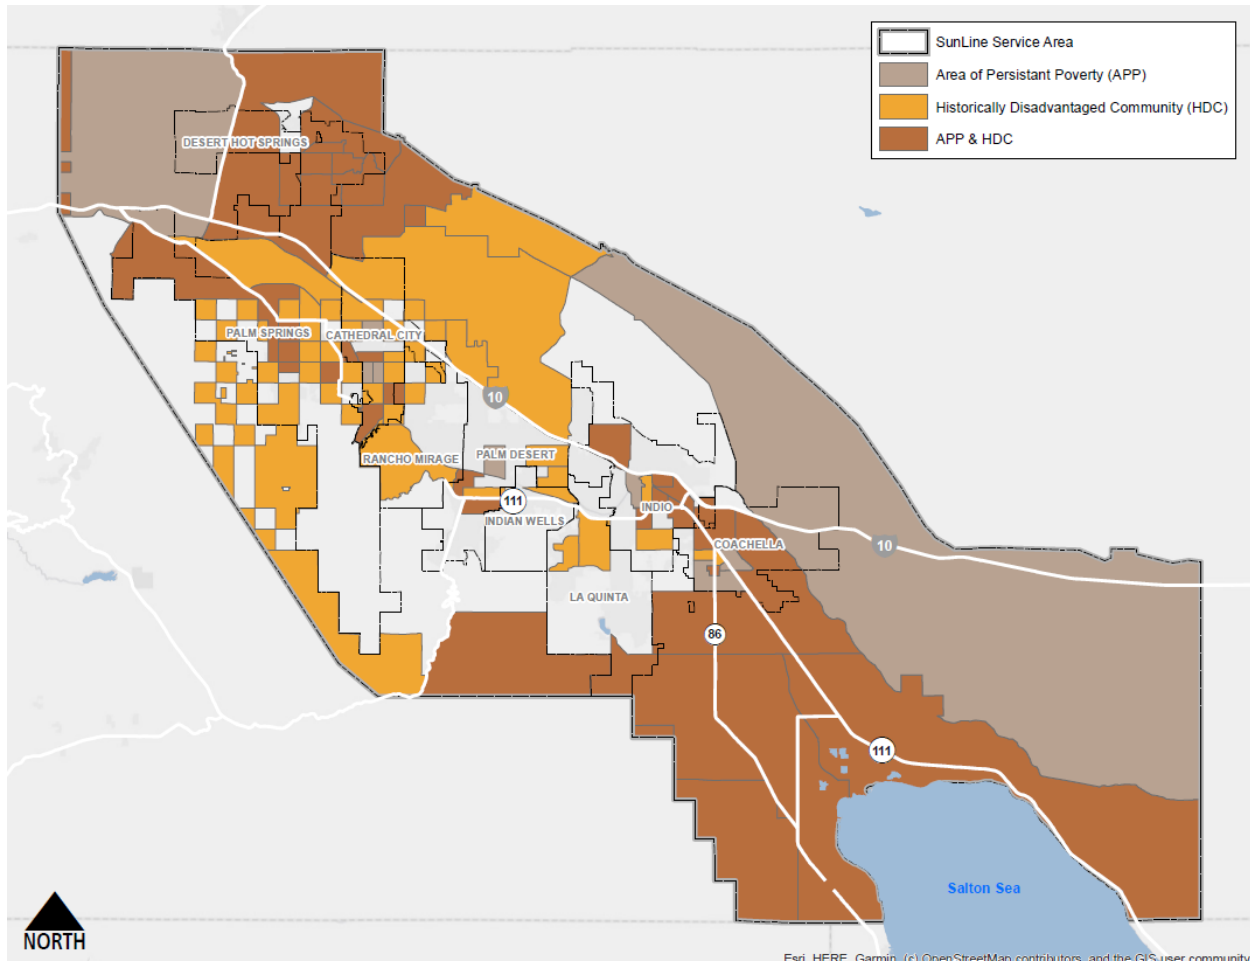 SunLine Service Area
Area of Persistant Poverty (APP)
Historically Disadvantaged Community (HDC)
APP & HDC
DESERT HOT SPRINGS
PALM SPRINGS
CATHEDRAL CITY
10
RANCHO MIRAGE
PALM DESERT
111
INDIAN WELLS
INDIO
COACHELLA
10
LA QUINTA
86
111
Salton Sea
NORTH
Esri, HERE, Garmin, (c) OpenStreetMap contributors, and the GIS user community